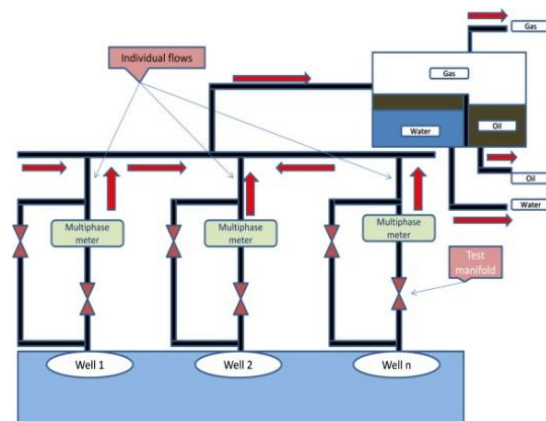 Individual flows
Gas
Gas
Water
Oil
Oil
Water
Multiphase
meter
Multiphase
meter
Multiphase
meter
Test
manifold
Well 1
Well 2
Well n